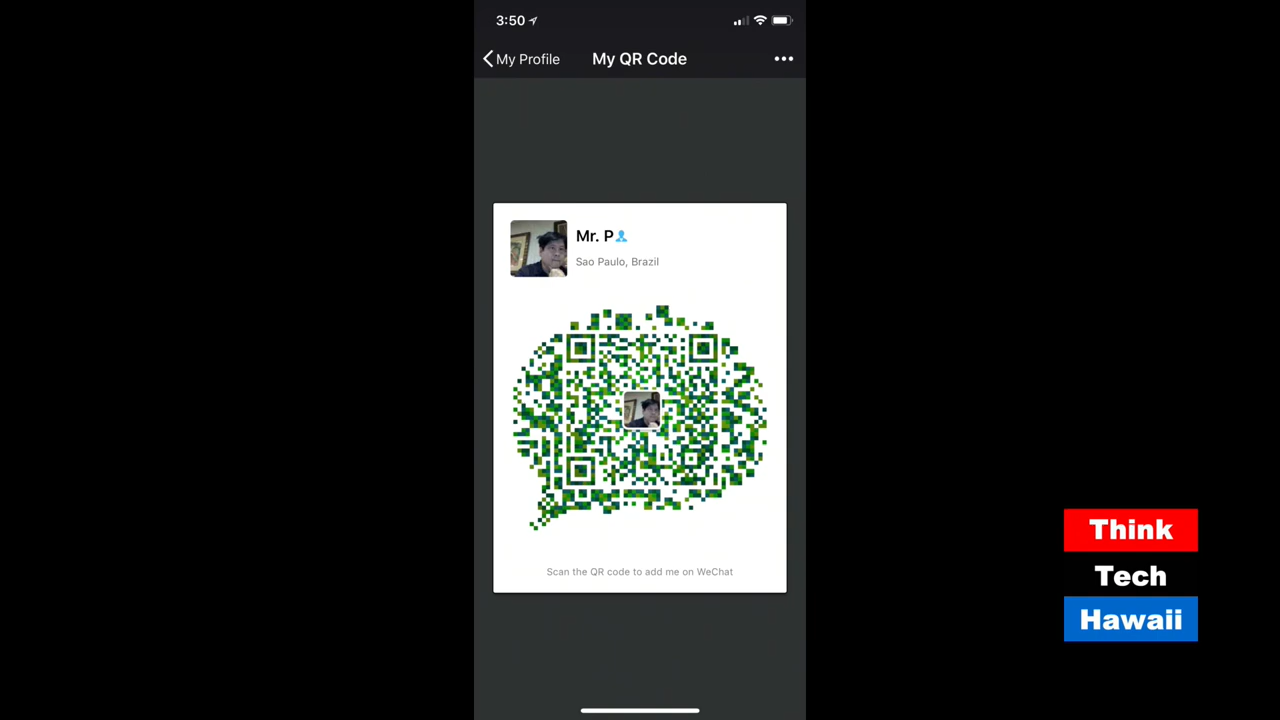 3:50
My Profile
My QR Code
Mr. P
Sao Paulo, Brazil
Scan the QR code to add me on WeChat
Think
Tech
Hawaii